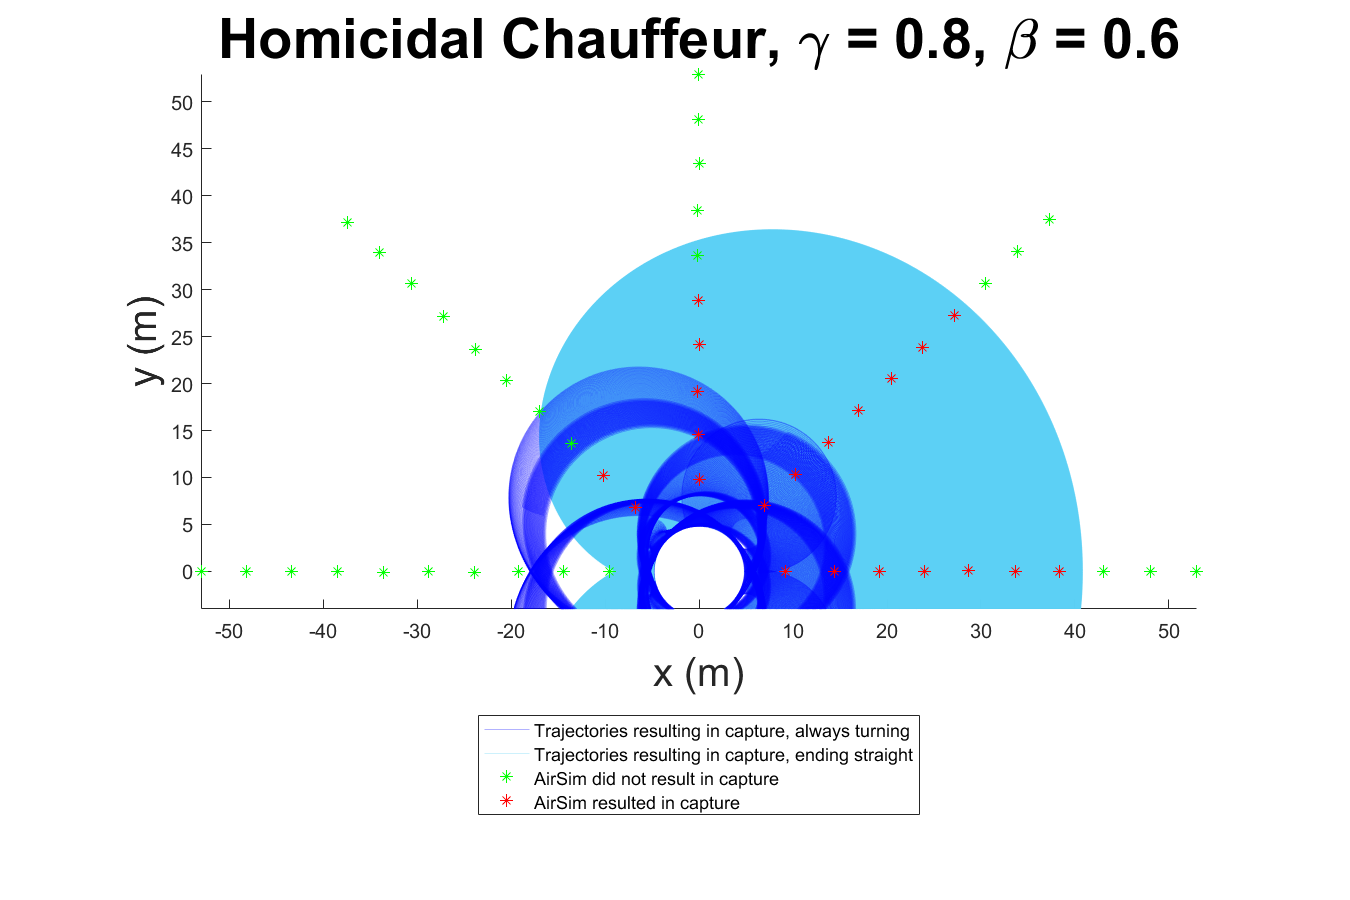 Homicidal Chauffeur, γ = 0.8, β = 0.6
50
45
40
35
30
25
20
15
10
5
0
y (m)
-50 -40 -30 -20 -10 0 10 20 30 40 50
x (m)
Trajectories resulting in capture, always turning
Trajectories resulting in capture, ending straight
AirSim did not result in capture
AirSim resulted in capture